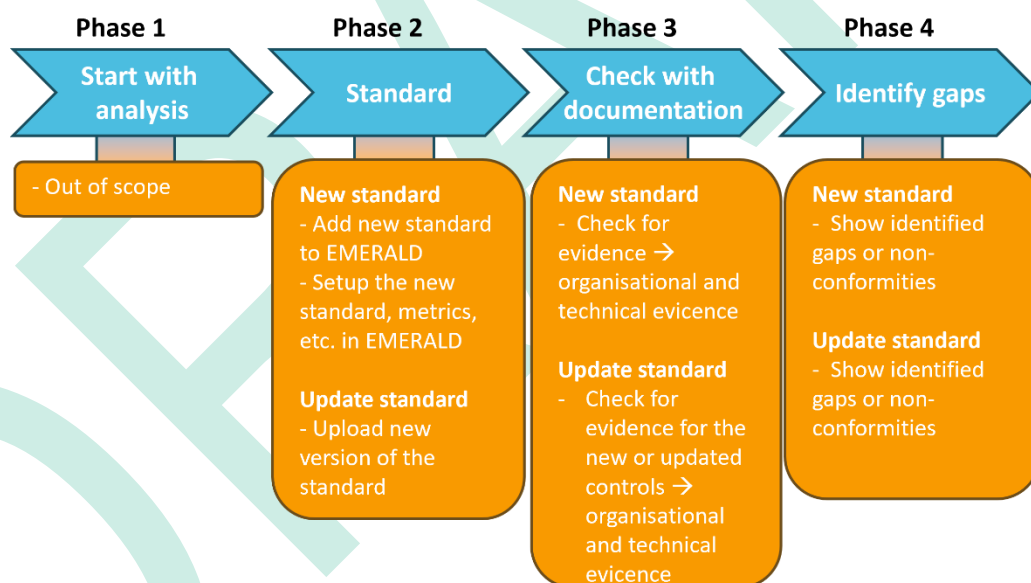 Phase 1
Phase 2
Phase 3
Phase 4
Start with
analysis
Standard
Check with
documentation
Identify gaps
- Out of scope
New standard
- Add new standard
to EMERALD
- Setup the new
standard, metrics,
etc. in EMERALD
Update standard
- Upload new
version of the
standard
New standard
- Check for
evidence →
organisational and
technical evicence
Update standard
- Check for
evidence for the
new or updated
controls →
organisational
and technical
evicence
New standard
- Show identified
gaps or non-
conformities
Update standard
- Show identified
gaps or non-
conformities